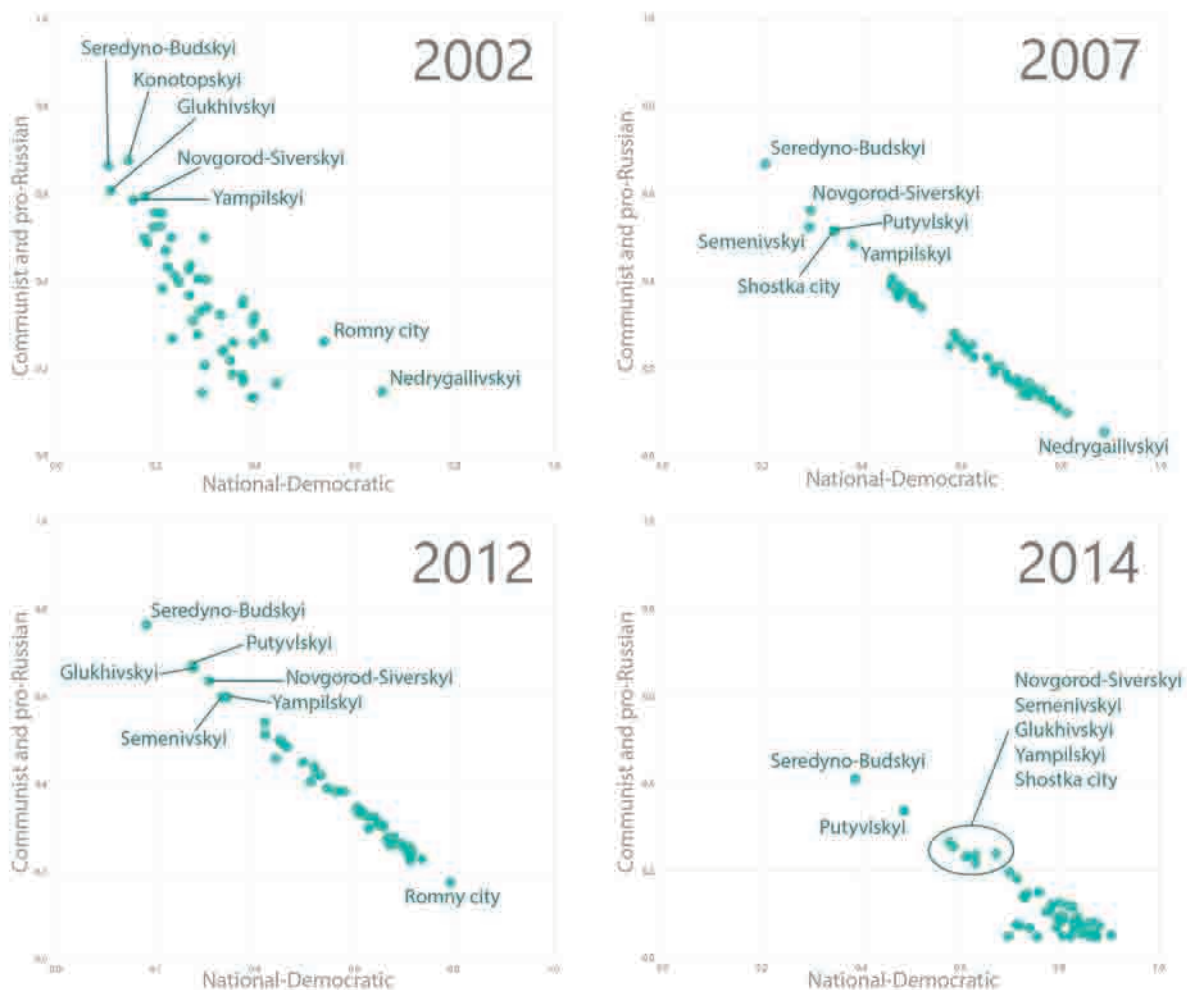 2002
Seredyno-Budskyi
Konotopskyi
Glukhivskyi
Novgorod-Siverskyi
Yampilskyi
Romny city
Nedrygailivskyi
Communist and pro-Russian
National-Democratic
2007
Seredyno-Budskyi
Novgorod-Siverskyi
Putyvlskyi
Semenivskyi
Yampilskyi
Shostka city
Nedrygailivskyi
Communist and pro-Russian
National-Democratic
2012
Seredyno-Budskyi
Putyvlskyi
Glukhivskyi
Novgorod-Siverskyi
Yampilskyi
Semenivskyi
Romny city
Communist and pro-Russian
National-Democratic
2014
Novgorod-Siverskyi
Semenivskyi
Glukhivskyi
Yampilskyi
Shostka city
Seredyno-Budskyi
Putyvlskyi
Communist and pro-Russian
National-Democratic